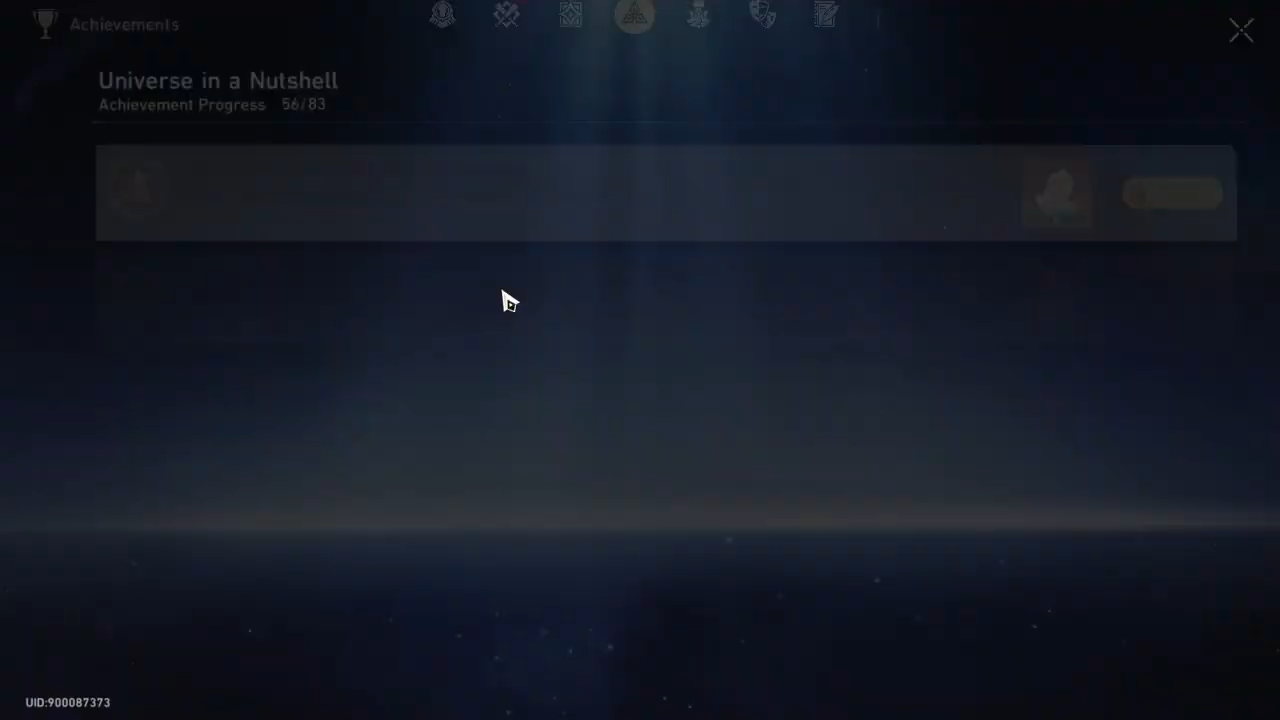 Achievements
Universe in a Nutshell
Achievement Progress 56/83
UID:900087373